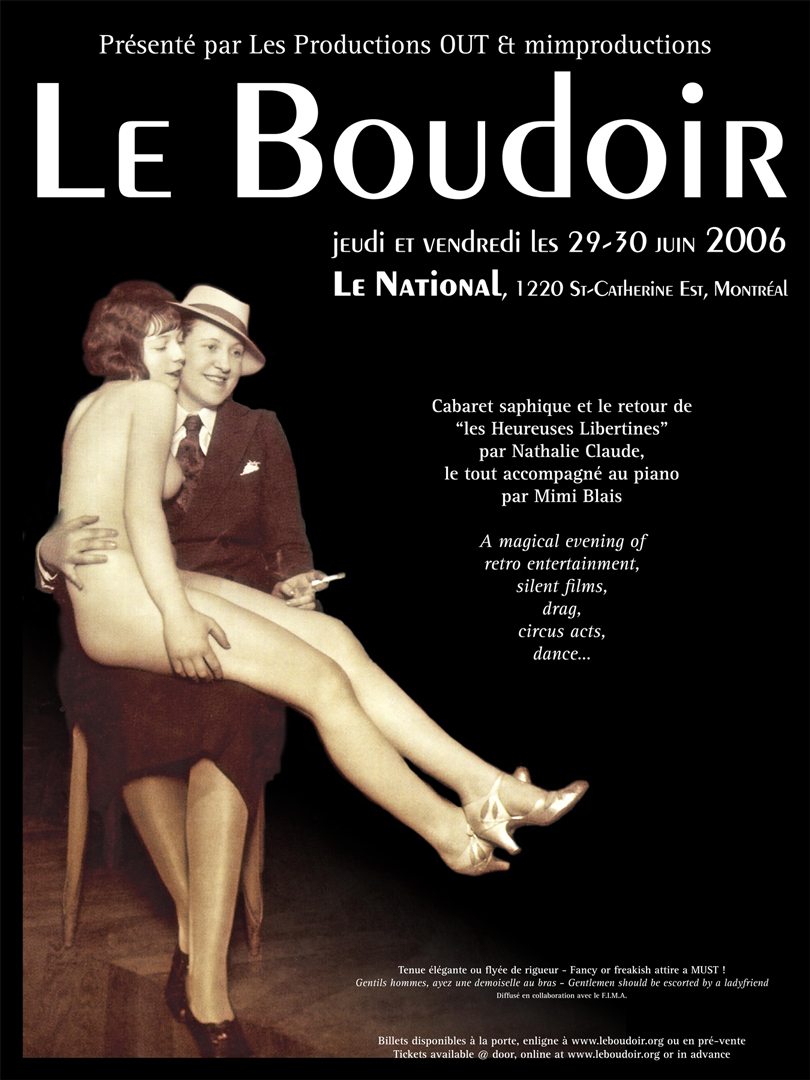 Présenté par Les Productions OUT & mimproductions
Le Boudoir
jeudi et vendredi les 29-30 juin 2006
Le National, 1220 St-Catherine Est, Montréal
Cabaret saphique et le retour de
“les Heureuses Libertines”
par Nathalie Claude,
le tout accompagné au piano
par Mimi Blais
A magical evening of
retro entertainment,
silent films,
drag,
circus acts,
dance...
Tenue élégante ou flyée de rigueur - Fancy or freakish attire a MUST !
Gentils hommes, ayez une demoiselle au bras - Gentlemen should be escorted by a ladyfriend
Diffusé en collaboration avec le F.I.M.A.
Billets disponibles à la porte, enligne à www.leboudoir.org ou en pré-vente
Tickets available @ door, online at www.leboudoir.org or in advance